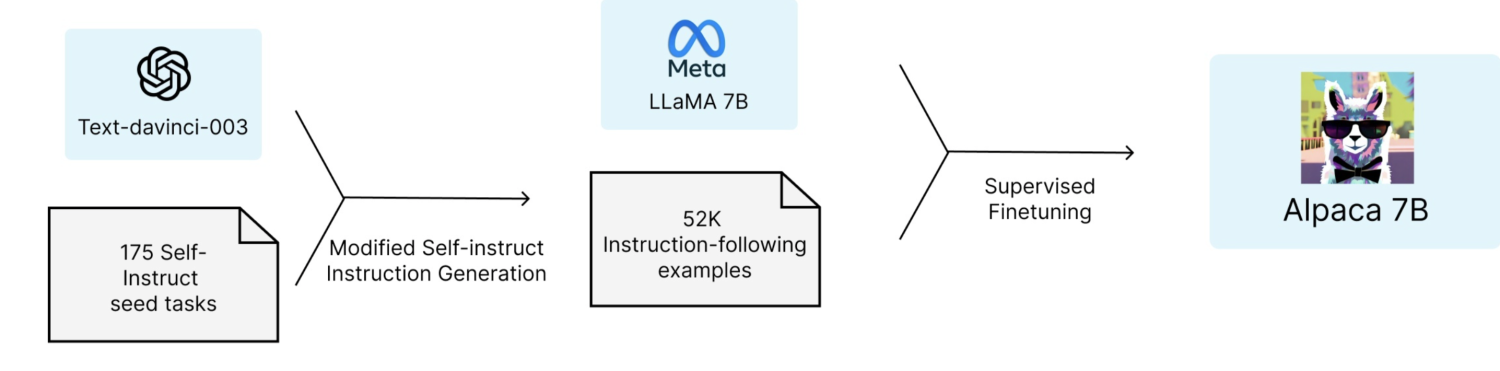 Text-davinci-003
175 Self-
Instruct
seed tasks
Modified Self-instruct
Instruction Generation
Meta
LLaMA 7B
52K
Instruction-following
examples
Supervised
Finetuning
Alpaca 7B